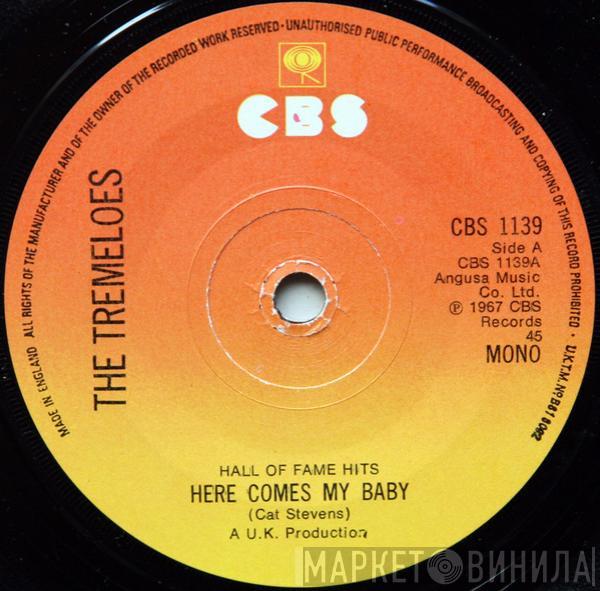 MADE IN ENGLAND ALL RIGHTS OF THE MANUFACTURER AND OF THE OWNER OF THE RECORDED WORK RESERVED · UNAUTHORISED PUBLIC PERFORMANCE BROADCASTING AND COPYING OF THIS RECORD PROHIBITED · U.K.T.M. No B818092
CBS
THE TREMELOES
CBS 1139
Side A
CBS 1139A
Angusa Music
Co. Ltd.
℗ 1967 CBS
Records
45
MONO
HALL OF FAME HITS
HERE COMES MY BABY
(Cat Stevens)
A U.K. Production
МАРКЕТ ВИНИЛА